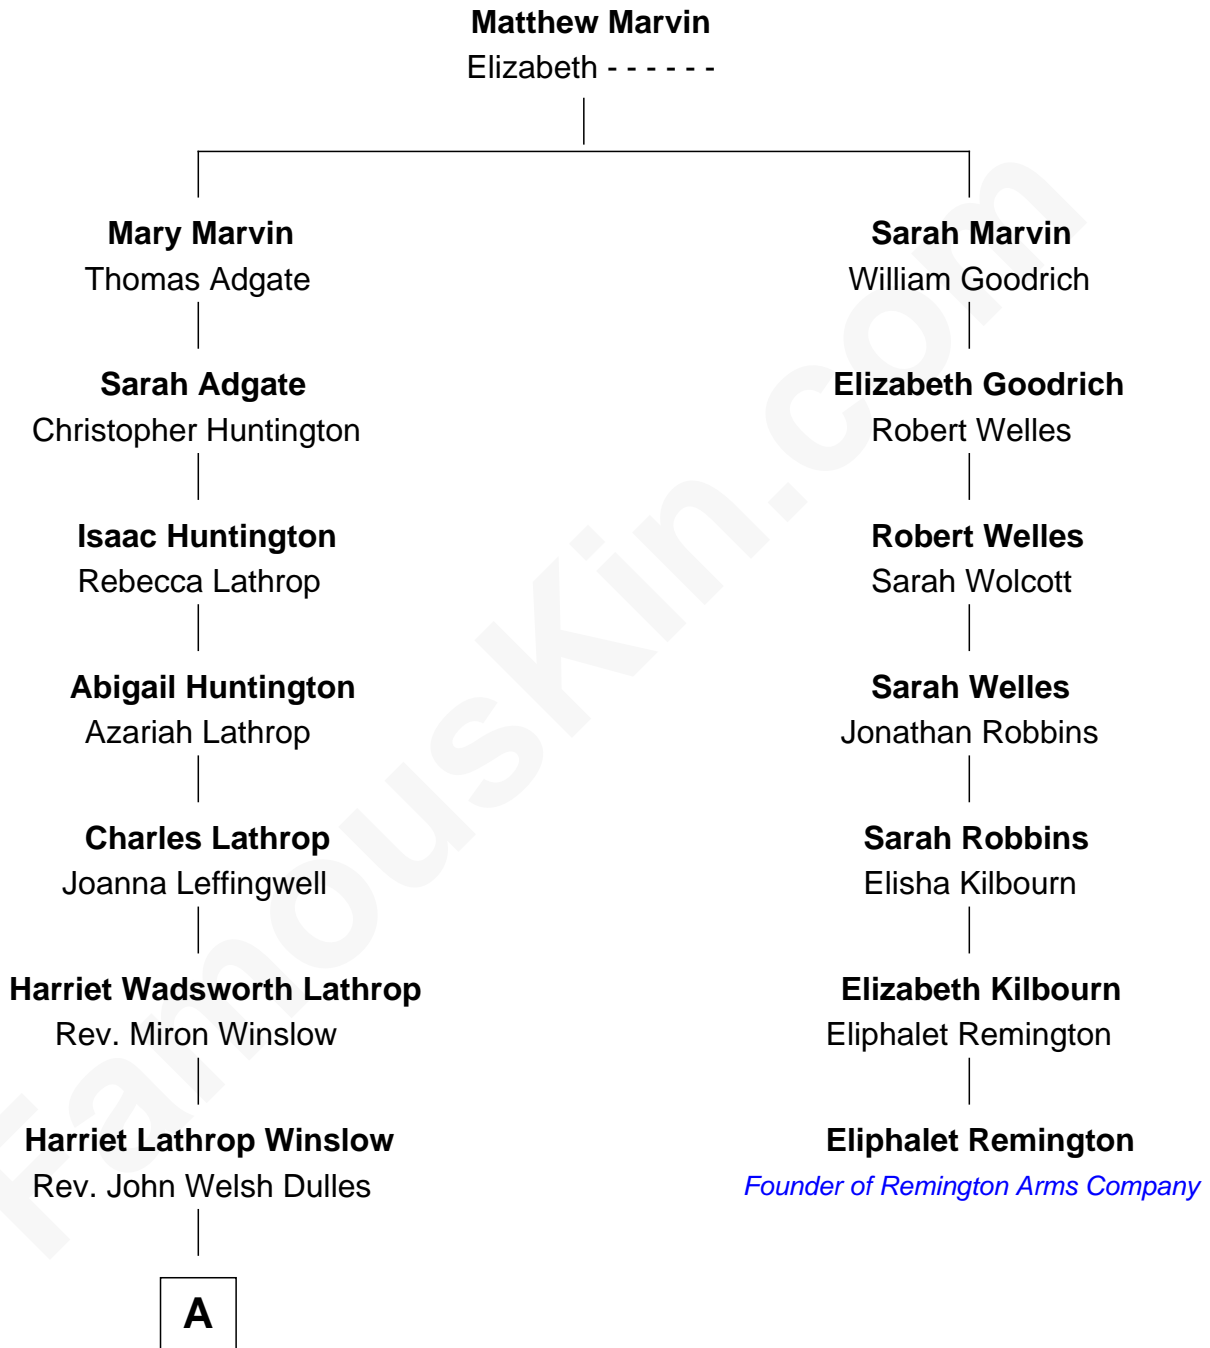 Matthew Marvin
Elizabeth - - - - - -
Mary Marvin
Thomas Adgate
Sarah Adgate
Christopher Huntington
Isaac Huntington
Rebecca Lathrop
Abigail Huntington
Azariah Lathrop
Charles Lathrop
Joanna Leffingwell
Harriet Wadsworth Lathrop
Rev. Miron Winslow
Harriet Lathrop Winslow
Rev. John Welsh Dulles
A
Sarah Marvin
William Goodrich
Elizabeth Goodrich
Robert Welles
Robert Welles
Sarah Wolcott
Sarah Welles
Jonathan Robbins
Sarah Robbins
Elisha Kilbourn
Elizabeth Kilbourn
Eliphalet Remington
Eliphalet Remington
Founder of Remington Arms Company
FamousKin.com